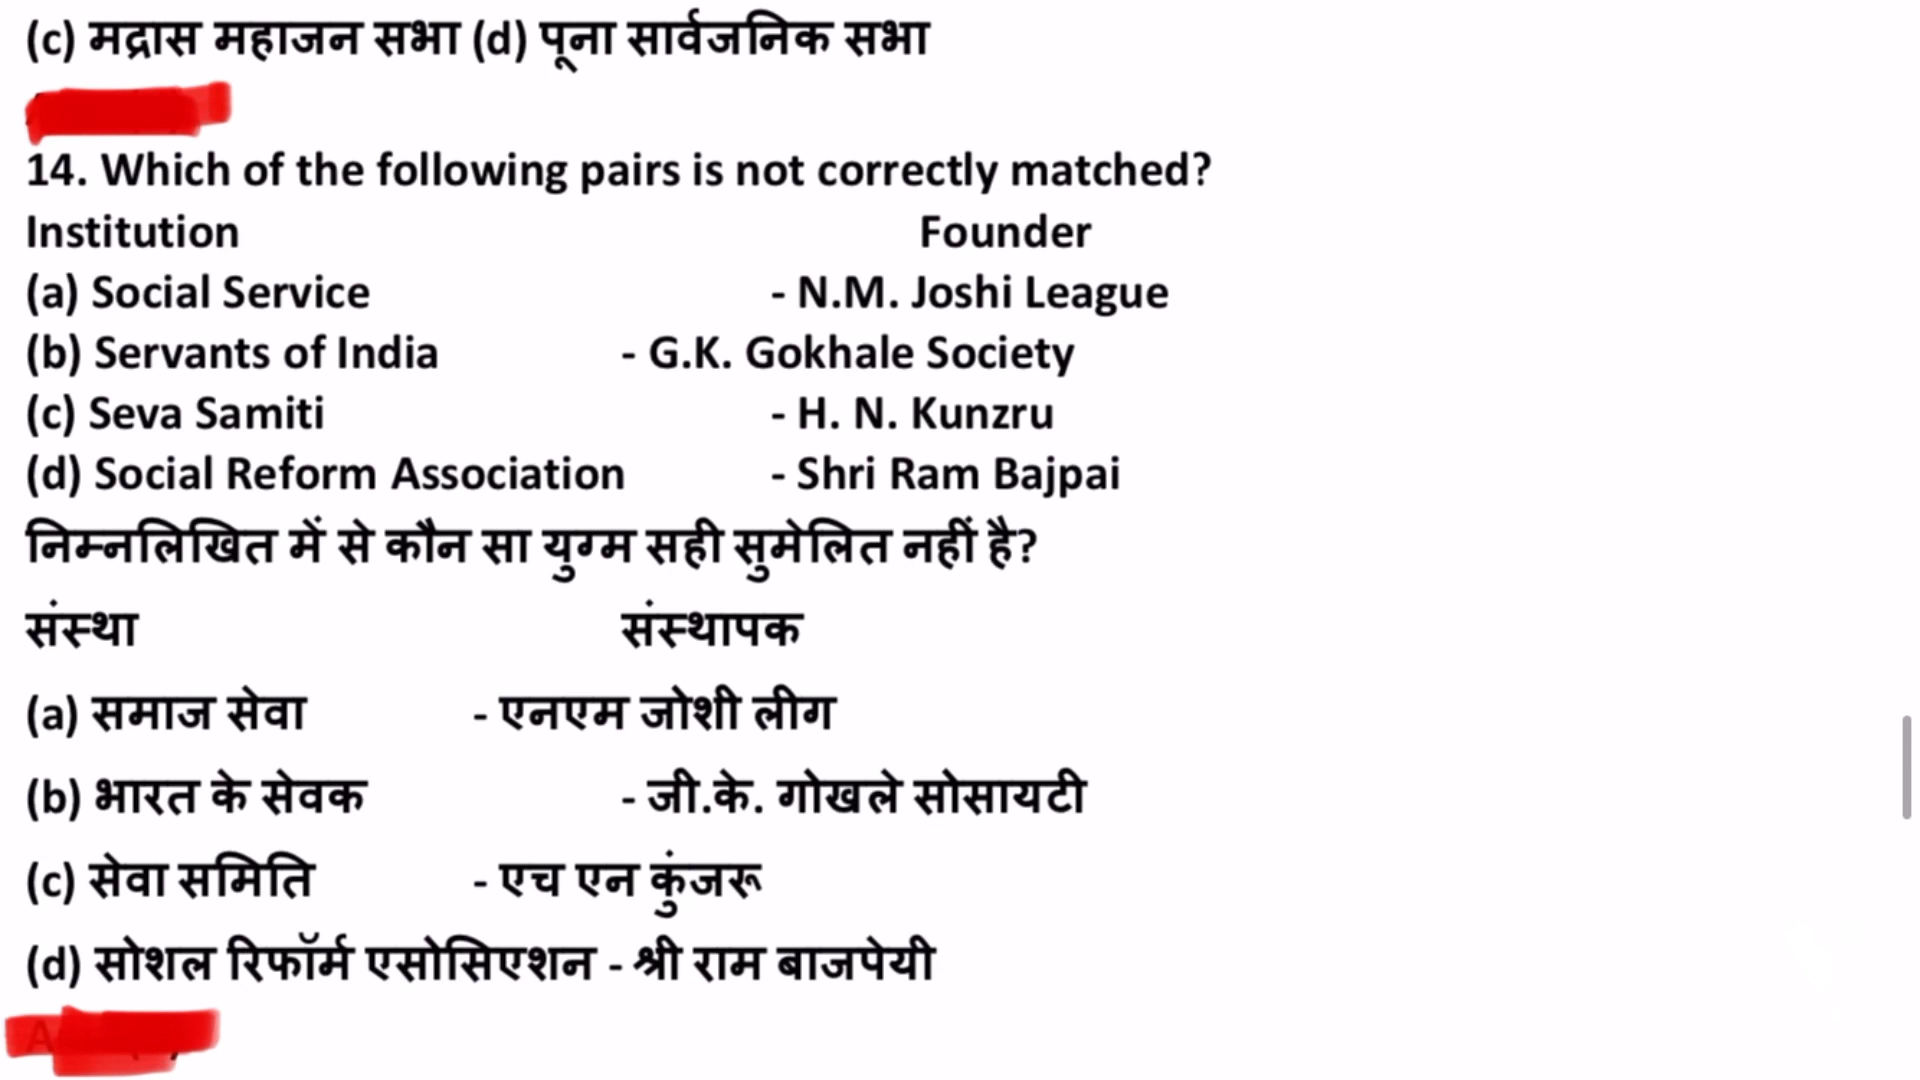 (c) मद्रास महाजन सभा (d) पूना सार्वजनिक सभा
14. Which of the following pairs is not correctly matched?
Institution Founder
(a) Social Service - N.M. Joshi League
(b) Servants of India - G.K. Gokhale Society
(c) Seva Samiti - H. N. Kunzru
(d) Social Reform Association - Shri Ram Bajpai
निम्नलिखित में से कौन सा युग्म सही सुमेलित नहीं है?
संस्था संस्थापक
(a) समाज सेवा - एनएम जोशी लीग
(b) भारत के सेवक - जी.के. गोखले सोसायटी
(c) सेवा समिति - एच एन कुंजरू
(d) सोशल रिफॉर्म एसोसिएशन - श्री राम बाजपेयी